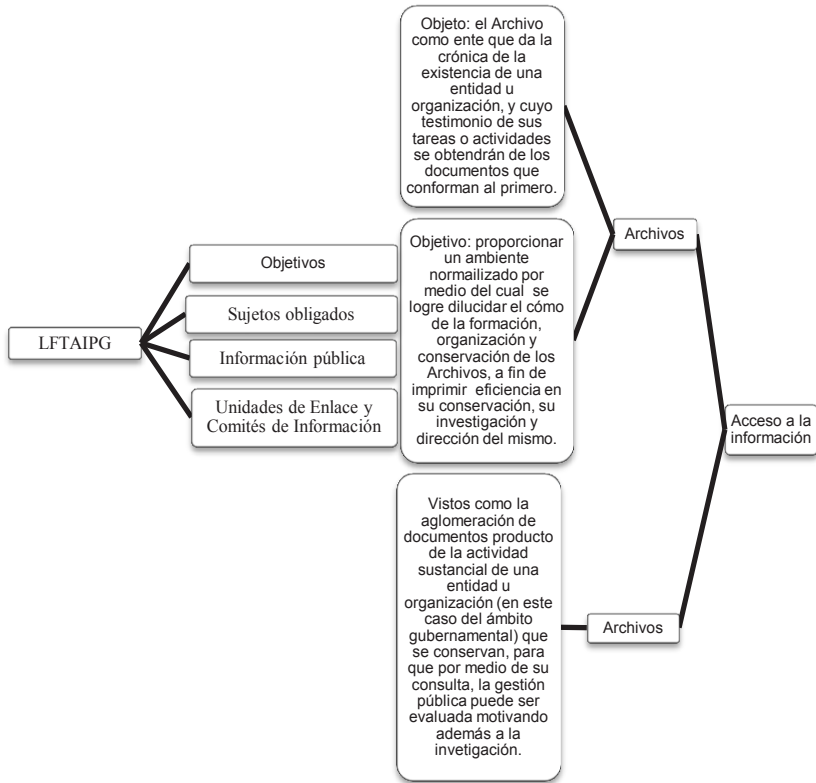 Objeto: el Archivo
como ente que da la
crónica de la
existencia de una
entidad u
organización, y cuyo
testimonio de sus
tareas o actividades
se obtendrán de los
documentos que
conforman al primero.
Archivos
Objetivo: proporcionar
un ambiente
normailizado por
medio del cual se
logre dilucidar el cómo
de la formación,
organización y
conservación de los
Archivos, a fin de
imprimir eficiencia en
su conservación, su
investigación y
dirección del mismo.
Objetivos
Sujetos obligados
LFTAIPG
Información pública
Unidades de Enlace y
Comités de Información
Acceso a la
información
Vistos como la
aglomeración de
documentos producto
de la actividad
sustancial de una
entidad u
organización (en este
caso del ámbito
gubernamental) que
se conservan, para
que por medio de su
consulta, la gestión
pública puede ser
evaluada motivando
además a la
invetigación.
Archivos